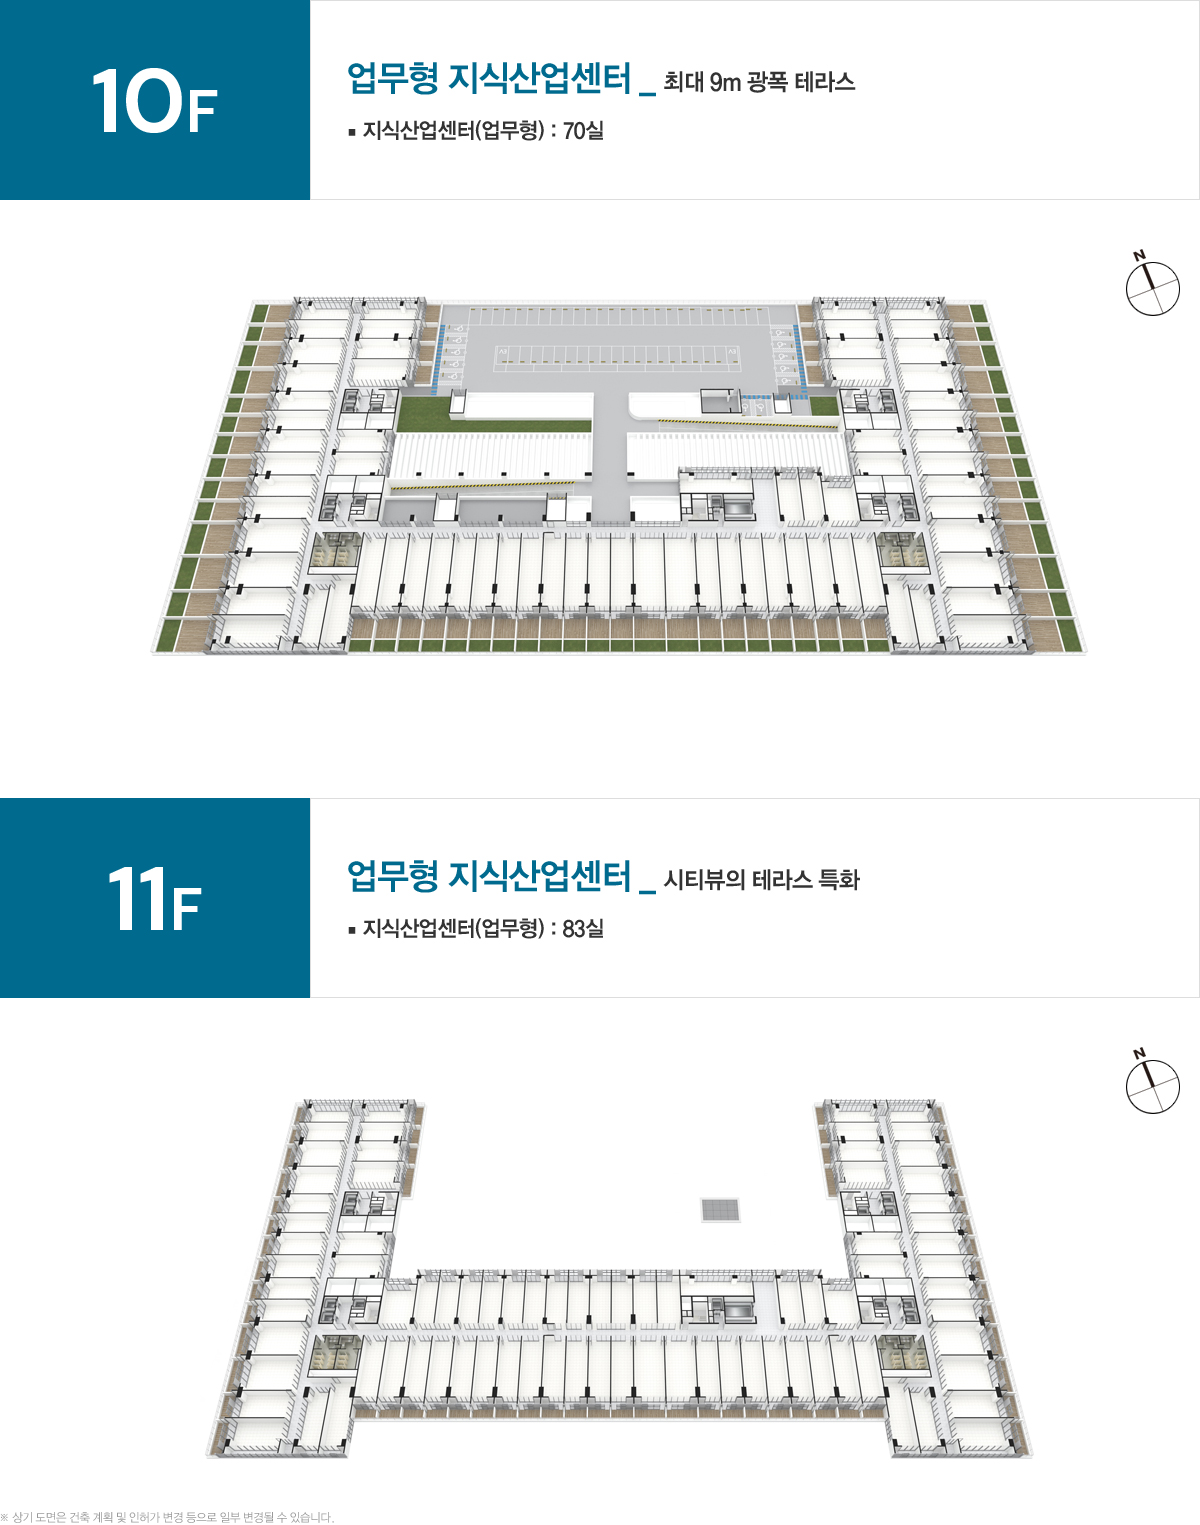 10F
업무형 지식산업센터 _ 최대 9m 광폭 테라스
▪ 지식산업센터(업무형) : 70실
N
11F
업무형 지식산업센터 _ 시티뷰의 테라스 특화
▪ 지식산업센터(업무형) : 83실
N
※ 상기 도면은 건축 계획 및 인허가 변경 등으로 일부 변경될 수 있습니다.